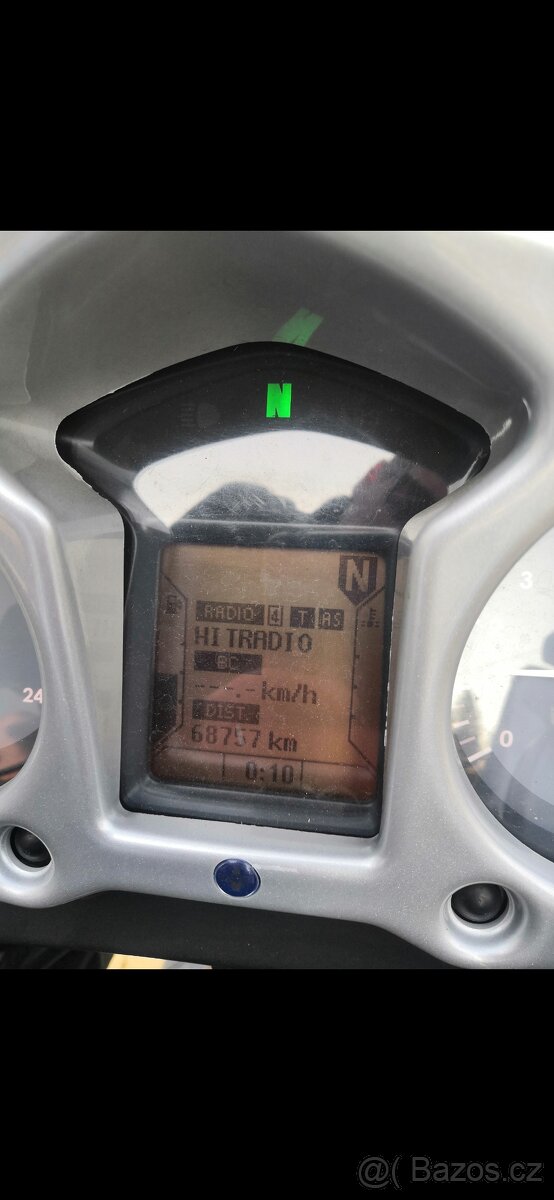 N
N
RADIO 4 T AS
HITRADIO
BC
---.-km/h
DIST.
68757 km
0:10
24
3
0
@( Bazos.cz